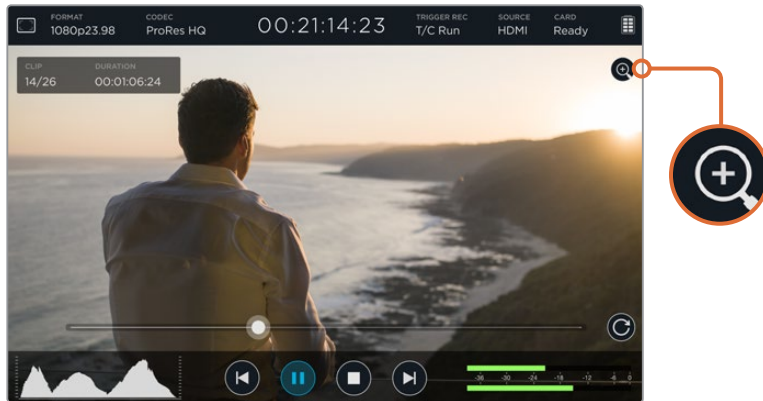 FORMAT CODEC TRIGGER REC SOURCE CARD
1080p23.98 ProRes HQ 00:21:14:23 T/C Run HDMI Ready
CLIP DURATION
14/26 00:01:06:24
-36 -30 -24 -18 -12 -6 0